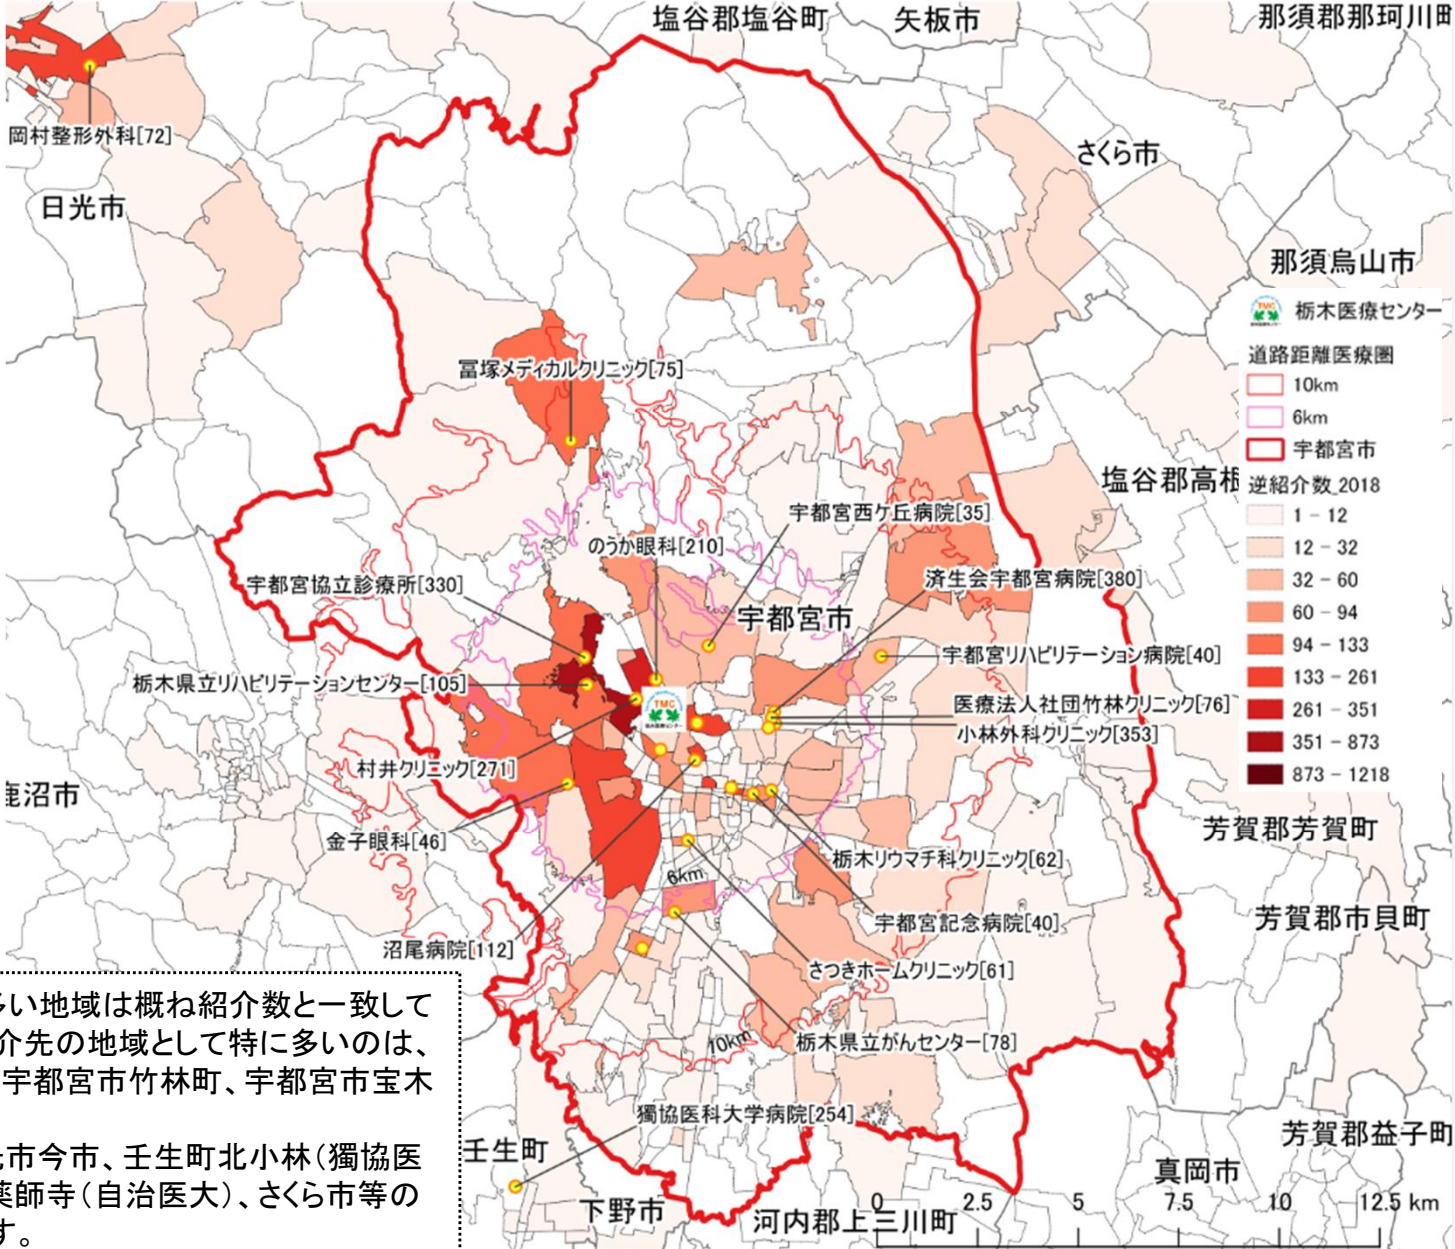 塩谷郡塩谷町
矢板市
那須郡那珂川町
岡村整形外科[72]
さくら市
日光市
那須烏山市
TMC
栃木医療センター
道路距離医療圏
10km
6km
宇都宮市
逆紹介数_2018
1 – 12
12 – 32
32 – 60
60 – 94
94 – 133
133 – 261
261 – 351
351 – 873
873 – 1218
冨塚メディカルクリニック[75]
塩谷郡高根
宇都宮西ケ丘病院[35]
のうか眼科[210]
宇都宮協立診療所[330]
済生会宇都宮病院[380]
宇都宮市
宇都宮リハビリテーション病院[40]
栃木県立リハビリテーションセンター[105]
医療法人社団竹林クリニック[76]
TMC
小林外科クリニック[353]
村井クリニック[271]
鹿沼市
芳賀郡芳賀町
金子眼科[46]
栃木リウマチ科クリニック[62]
6km
宇都宮記念病院[40]
芳賀郡市貝町
沼尾病院[112]
さつきホームクリニック[61]
10km
栃木県立がんセンター[78]
多い地域は概ね紹介数と一致して
介先の地域として特に多いのは、
宇都宮市竹林町、宇都宮市宝木
市今市、壬生町北小林（獨協医
薬師寺（自治医大）、さくら市等の
す。
獨協医科大学病院[254]
壬生町
芳賀郡益子町
真岡市
下野市
河内郡上三川町
0 2.5 5 7.5 10 12.5 km